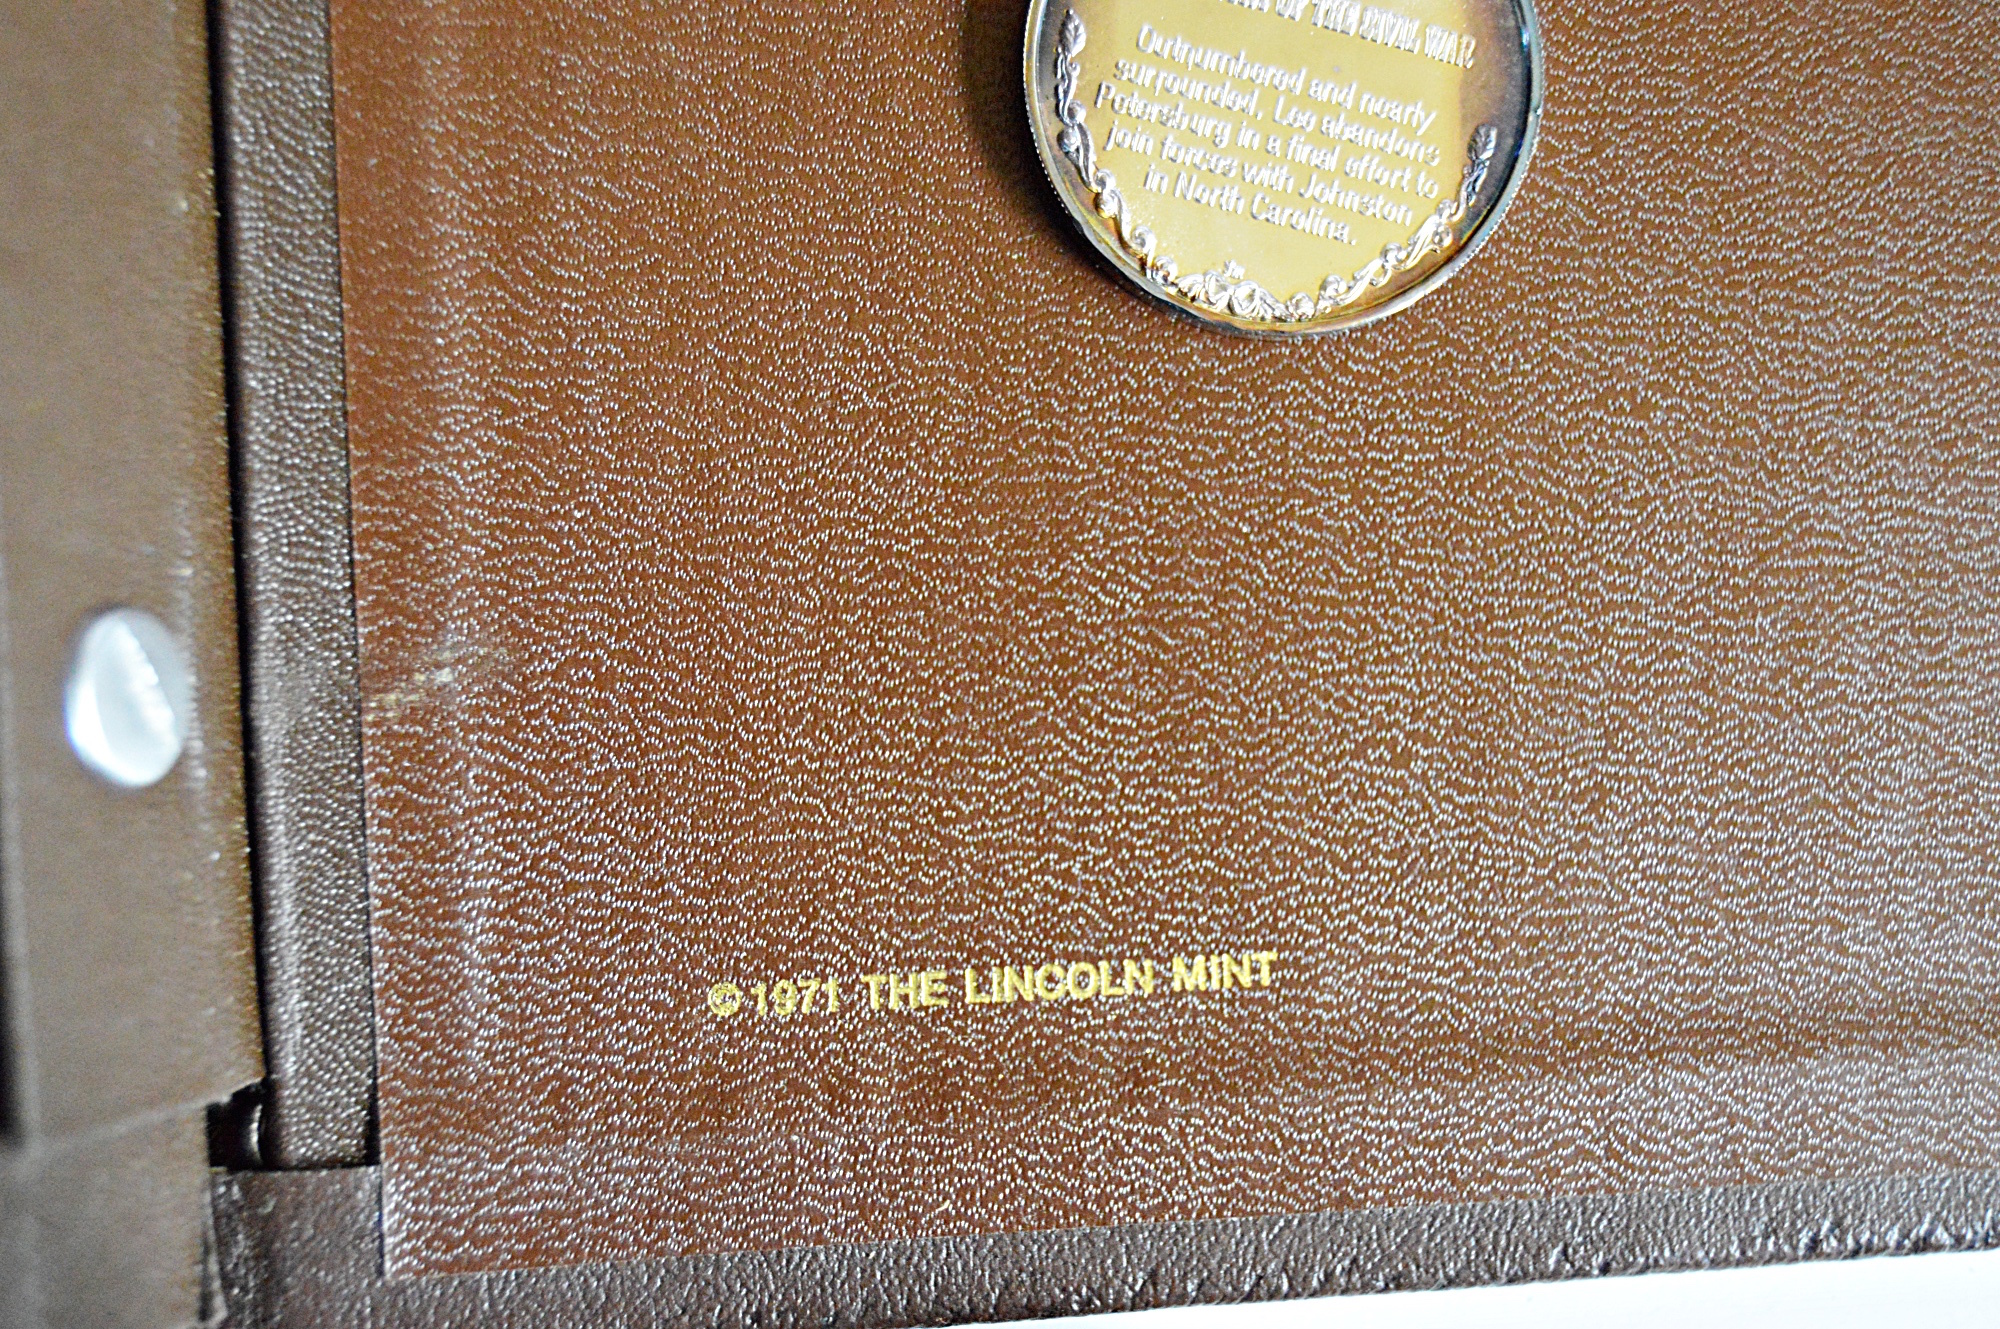 OF THE CIVIL WAR
Outnumbered and nearly
surrounded, Lee abandons
Petersburg in a final effort to
join forces with Johnston
in North Carolina.
© 1971 THE LINCOLN MINT